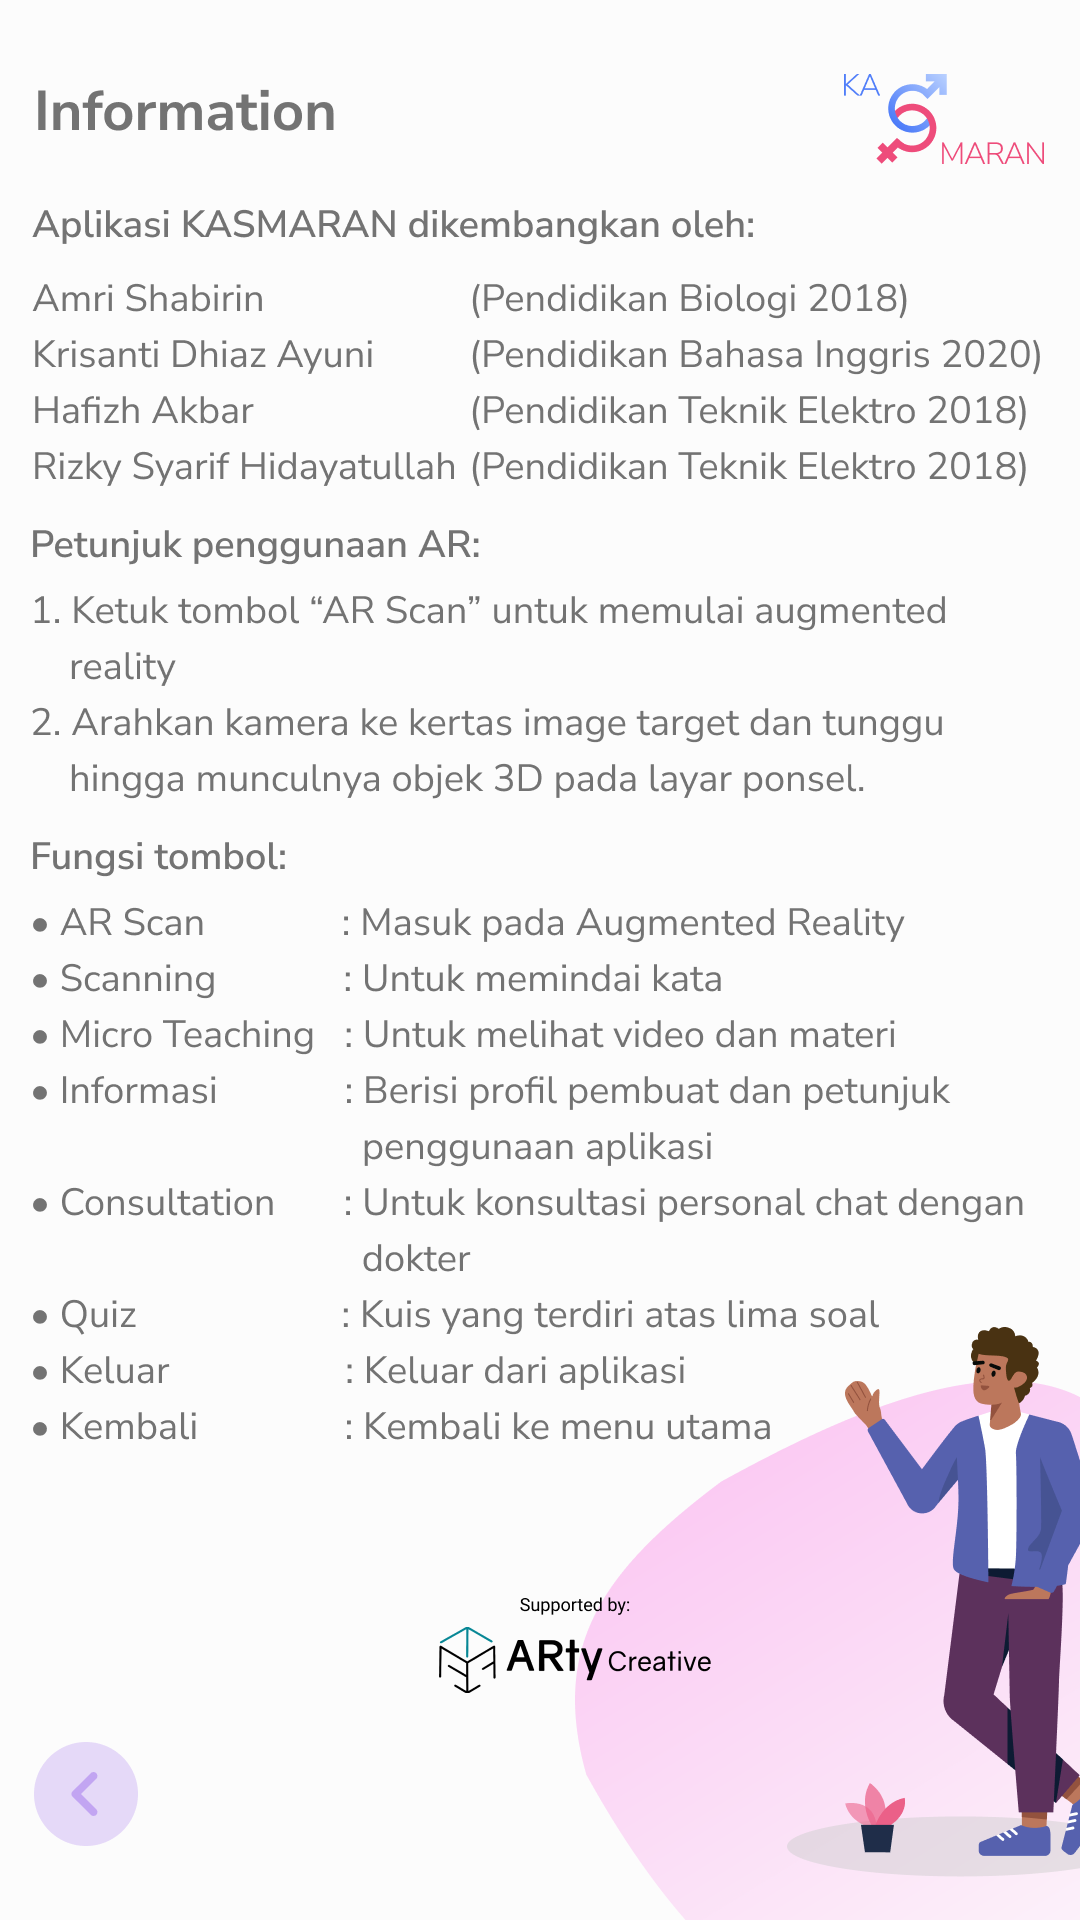 Information
KA
MARAN
Aplikasi KASMARAN dikembangkan oleh:
Amri Shabirin (Pendidikan Biologi 2018)
Krisanti Dhiaz Ayuni (Pendidikan Bahasa Inggris 2020)
Hafizh Akbar (Pendidikan Teknik Elektro 2018)
Rizky Syarif Hidayatullah (Pendidikan Teknik Elektro 2018)
Petunjuk penggunaan AR:
1. Ketuk tombol “AR Scan” untuk memulai augmented
reality
2. Arahkan kamera ke kertas image target dan tunggu
hingga munculnya objek 3D pada layar ponsel.
Fungsi tombol:
• AR Scan : Masuk pada Augmented Reality
• Scanning : Untuk memindai kata
• Micro Teaching : Untuk melihat video dan materi
• Informasi : Berisi profil pembuat dan petunjuk
penggunaan aplikasi
• Consultation : Untuk konsultasi personal chat dengan
dokter
• Quiz : Kuis yang terdiri atas lima soal
• Keluar : Keluar dari aplikasi
• Kembali : Kembali ke menu utama
Supported by:
ARty Creative